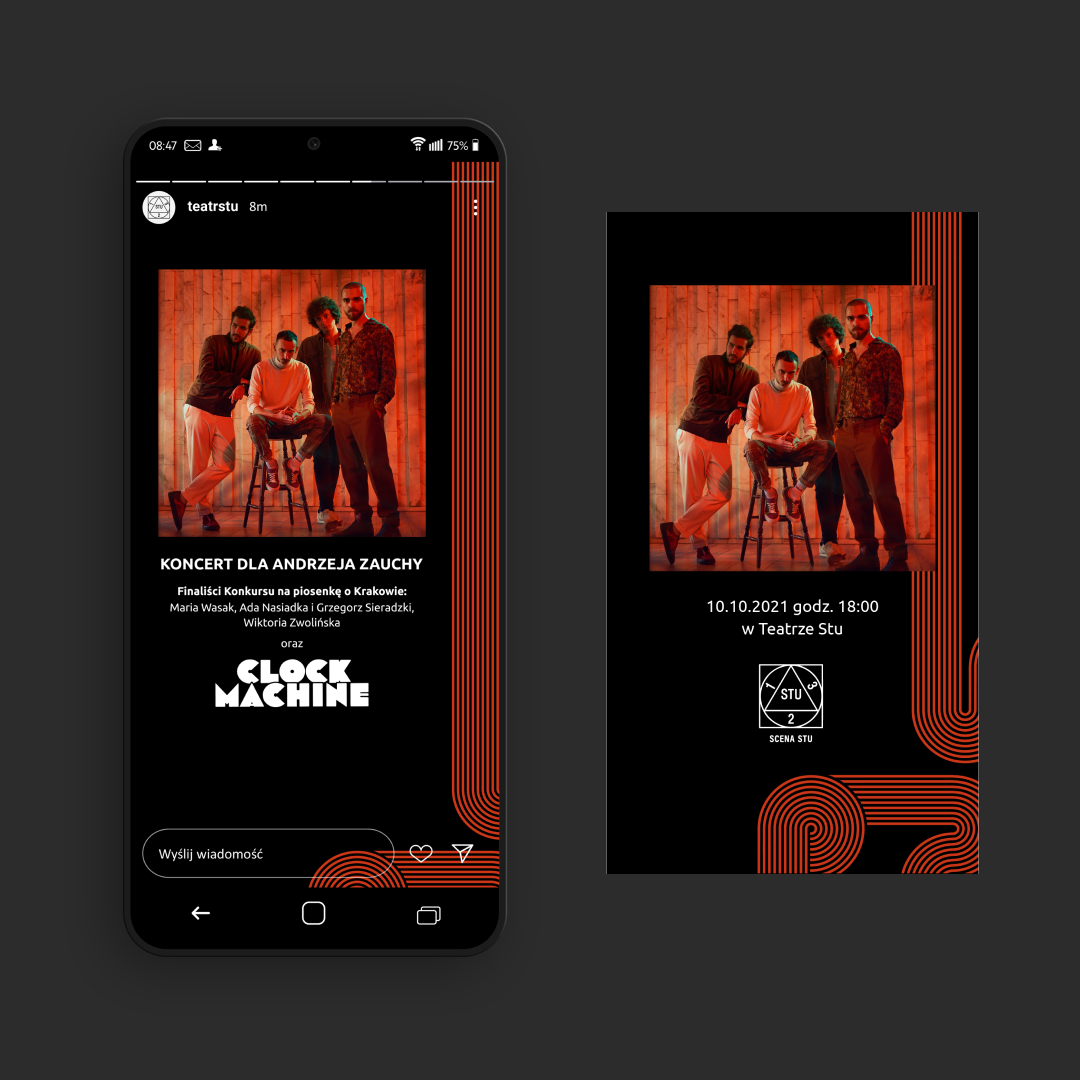 08:47
75%
STU
2
teatrstu 8m
KONCERT DLA ANDRZEJA ZAUCHY
Finaliści Konkursu na piosenkę o Krakowie:
Maria Wasak, Ada Nasiadka i Grzegorz Sieradzki,
Wiktoria Zwolińska
oraz
CLOCK
MACHINE
Wyślij wiadomość
10.10.2021 godz. 18:00
w Teatrze Stu
1 3
STU
2
SCENA STU